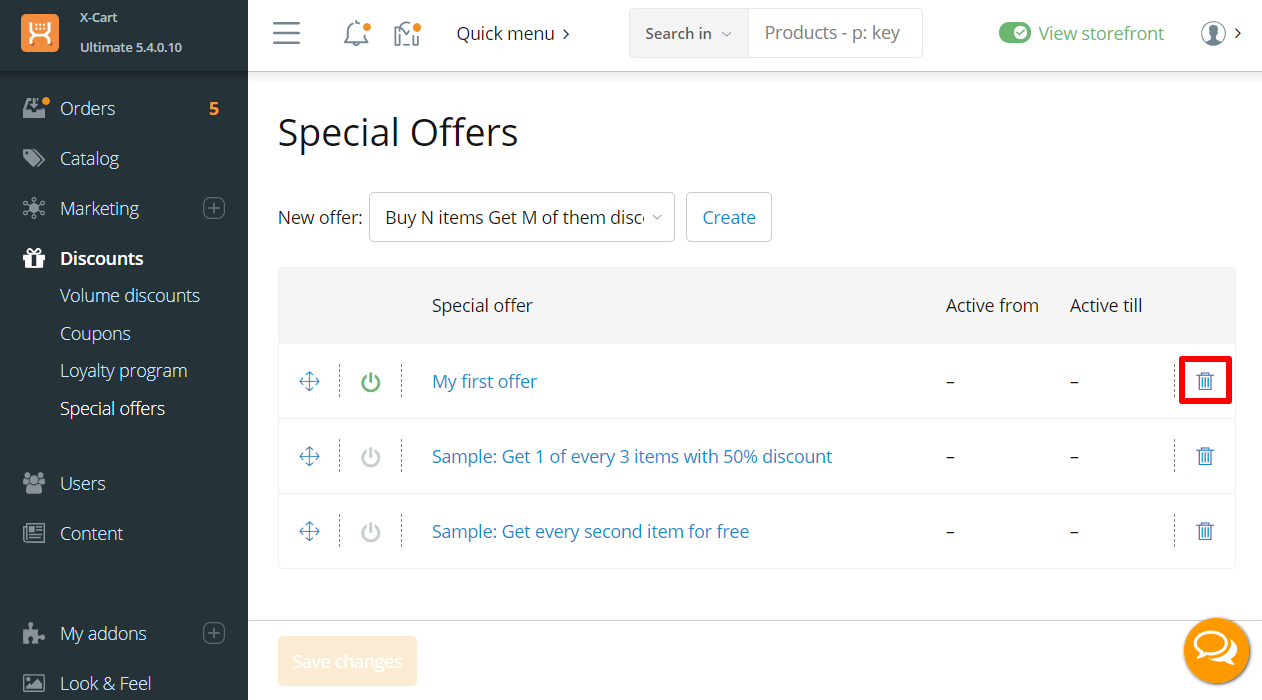 X-Cart
Ultimate 5.4.0.10
Quick menu
Search in
Products - p: key
View storefront
Orders 5
Catalog
Marketing
Discounts
Volume discounts
Coupons
Loyalty program
Special offers
Users
Content
My addons
Look & Feel
Special Offers
New offer: Buy N items Get M of them disc
Create
Special offer Active from Active till
My first offer – –
Sample: Get 1 of every 3 items with 50% discount – –
Sample: Get every second item for free – –
Save changes